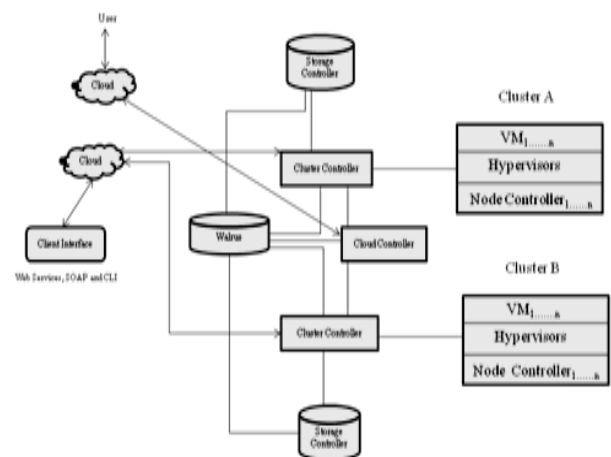 User
Cloud
Storage
Controller
Cluster A
VM1......n
Hypervisors
Node Controller1......n
Cloud
Cluster Controller
Client Interface
Web Services, SOAP and CLI
Walrus
Cloud Controller
Cluster B
VM1......n
Hypervisors
Node Controller1......n
Cluster Controller
Storage
Controller